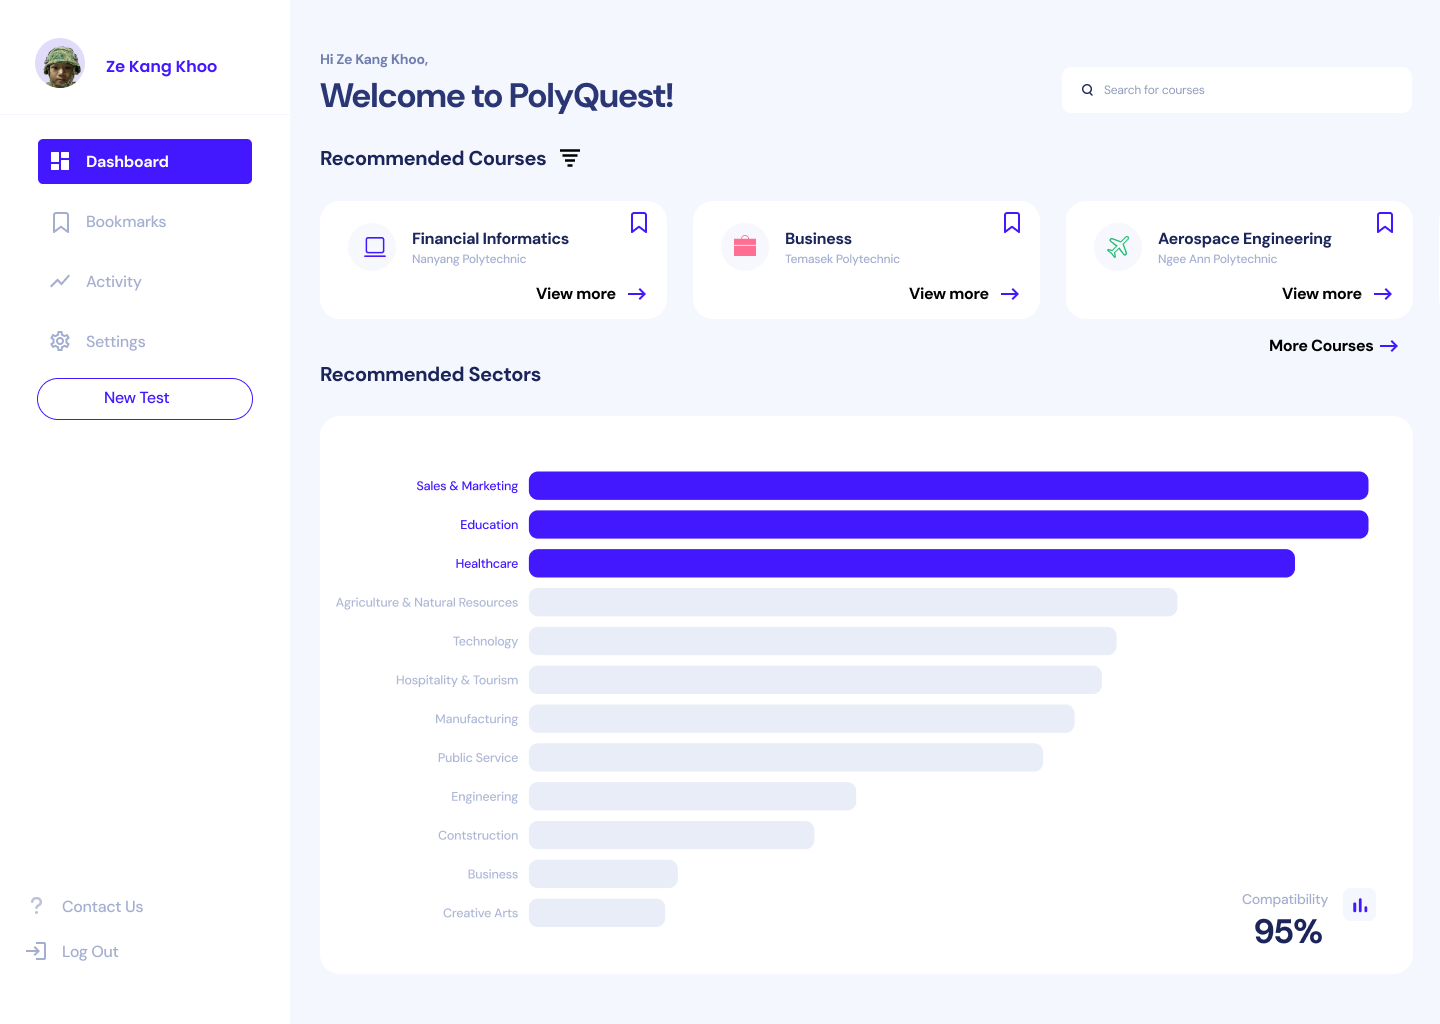 Ze Kang Khoo
Dashboard
Bookmarks
Activity
Settings
New Test
Contact Us
Log Out
Hi Ze Kang Khoo,
Welcome to PolyQuest!
Search for courses
Recommended Courses
Financial Informatics
Nanyang Polytechnic
View more
Business
Temasek Polytechnic
View more
Aerospace Engineering
Ngee Ann Polytechnic
View more
More Courses
Recommended Sectors
Sales & Marketing
Education
Healthcare
Agriculture & Natural Resources
Technology
Hospitality & Tourism
Manufacturing
Public Service
Engineering
Contstruction
Business
Creative Arts
Compatibility
95%